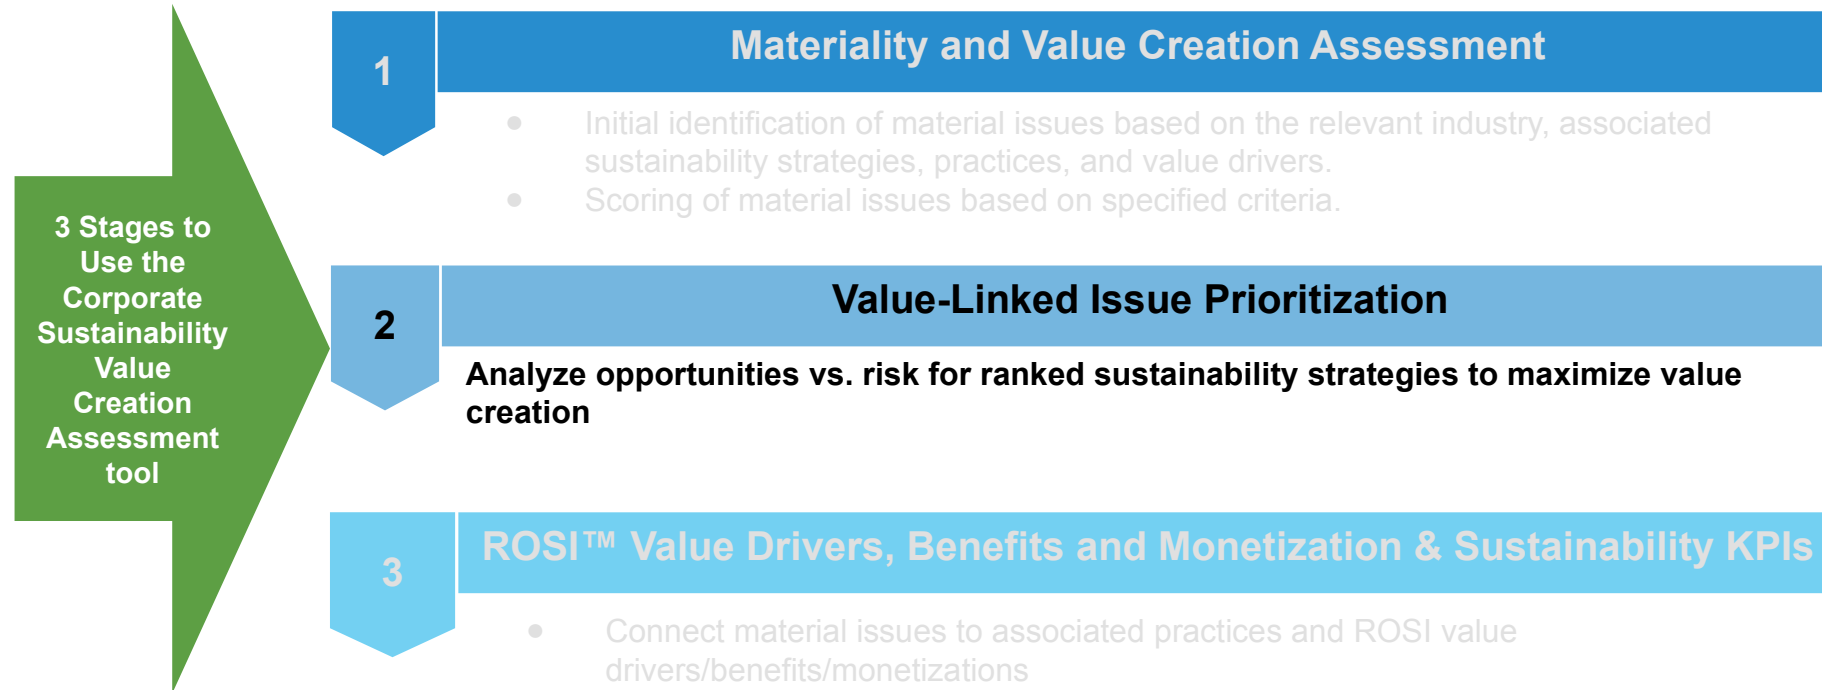 3 Stages to
Use the
Corporate
Sustainability
Value
Creation
Assessment
tool
1
Materiality and Value Creation Assessment
● Initial identification of material issues based on the relevant industry, associated
sustainability strategies, practices, and value drivers.
● Scoring of material issues based on specified criteria.
2
Value-Linked Issue Prioritization
Analyze opportunities vs. risk for ranked sustainability strategies to maximize value
creation
3
ROSI™ Value Drivers, Benefits and Monetization & Sustainability KPIs
● Connect material issues to associated practices and ROSI value
drivers/benefits/monetizations